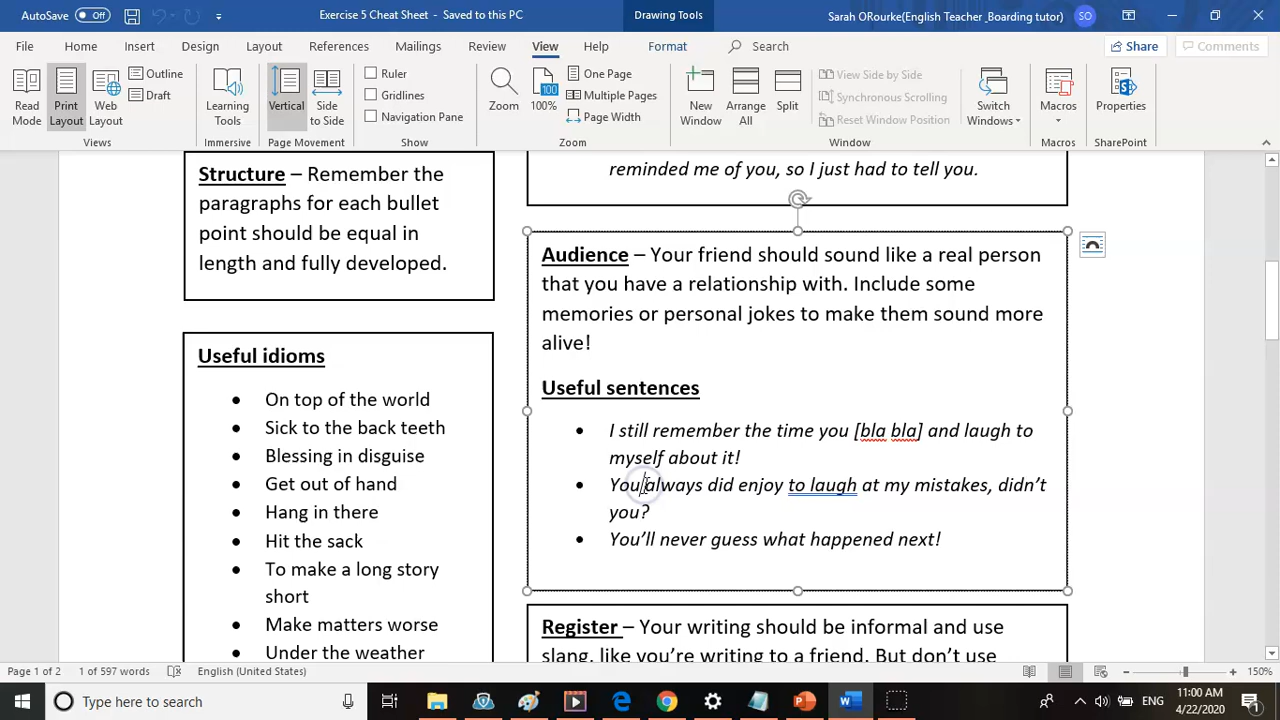 AutoSave Off Exercise 5 Cheat Sheet - Saved to this PC Drawing Tools Sarah ORourke(English Teacher _Boarding tutor) SO
File Home Insert Design Layout References Mailings Review View Help Format Search Share Comments
Read Mode
Print Layout
Web Layout
Outline
Draft
Views
Learning Tools
Immersive
Vertical
Side to Side
Page Movement
Ruler
Gridlines
Navigation Pane
Show
Zoom
100
100%
One Page
Multiple Pages
Page Width
Zoom
New Window
Arrange All
Split
View Side by Side
Synchronous Scrolling
Reset Window Position
Window
Switch Windows
Macros
Macros
Properties
SharePoint
Structure – Remember the
paragraphs for each bullet
point should be equal in
length and fully developed.
Useful idioms
• On top of the world
• Sick to the back teeth
• Blessing in disguise
• Get out of hand
• Hang in there
• Hit the sack
• To make a long story
short
• Make matters worse
• Under the weather
reminded me of you, so I just had to tell you.
Audience – Your friend should sound like a real person
that you have a relationship with. Include some
memories or personal jokes to make them sound more
alive!
Useful sentences
• I still remember the time you [bla bla] and laugh to
myself about it!
• You always did enjoy to laugh at my mistakes, didn’t
you?
• You’ll never guess what happened next!
Register – Your writing should be informal and use
slang, like you’re writing to a friend. But don’t use
Page 1 of 2 1 of 597 words English (United States) 150%
Type here to search ENG 11:00 AM
4/22/2020 1